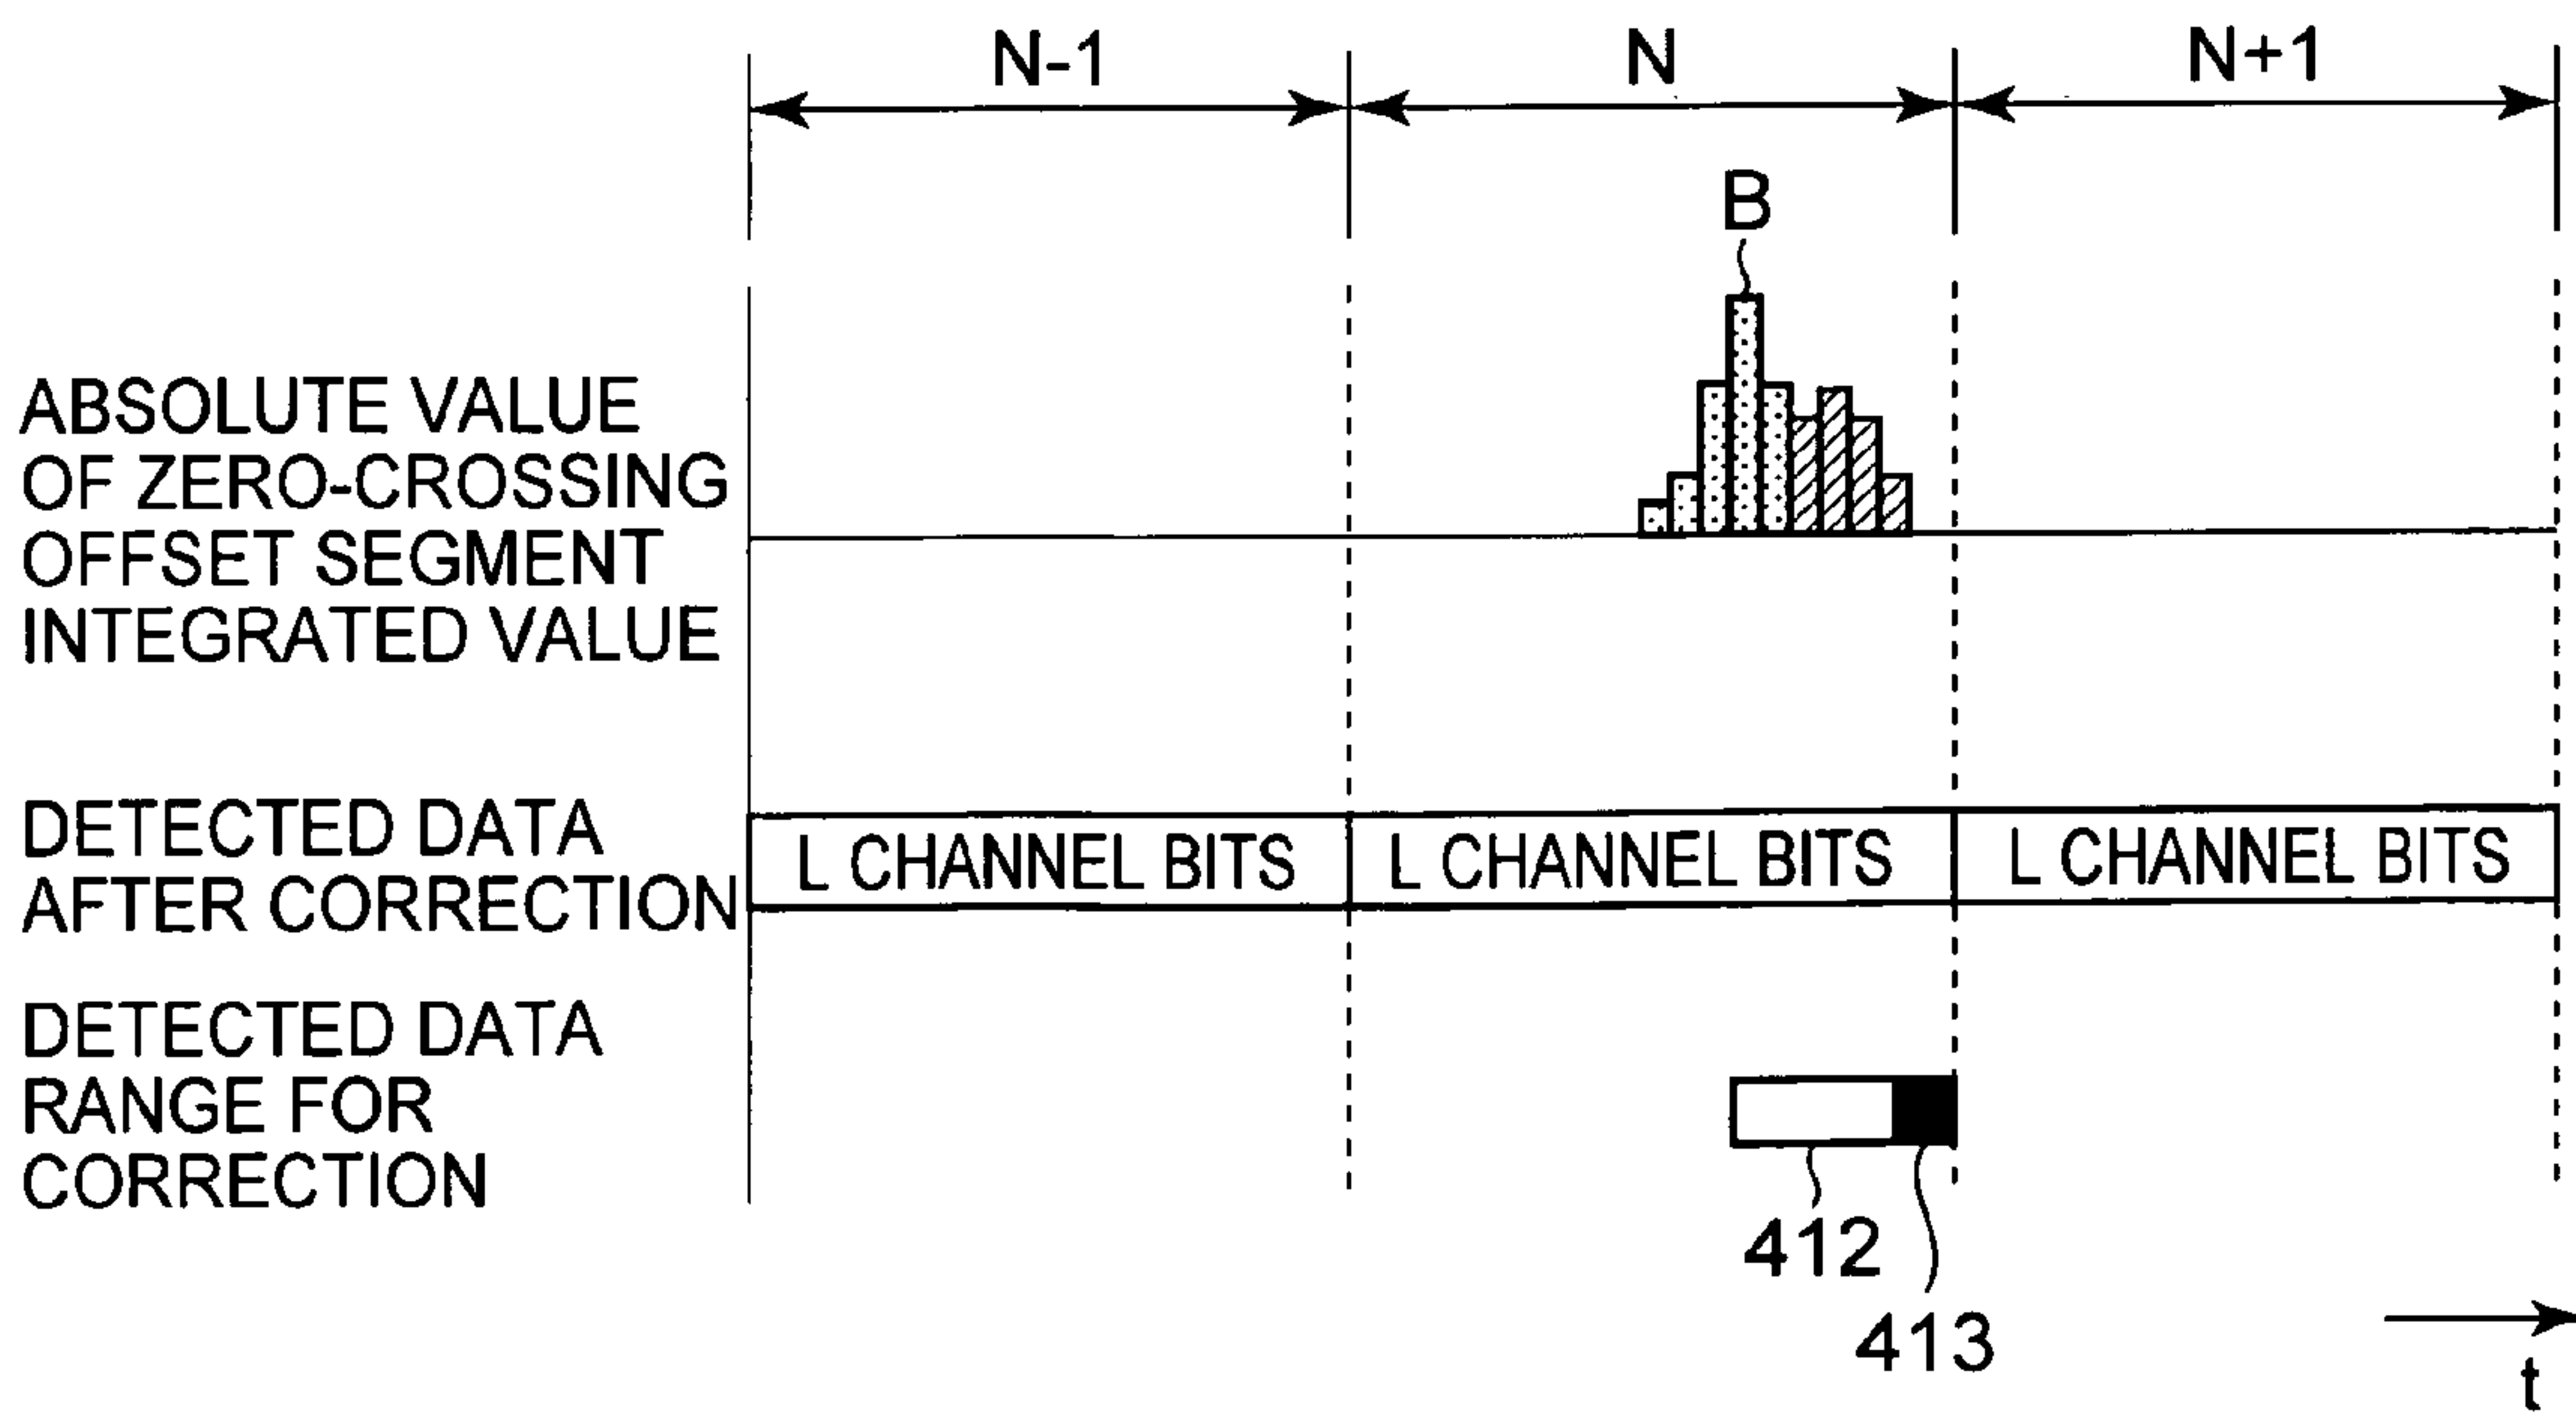 N-1
N
N+1
B
ABSOLUTE VALUE
OF ZERO-CROSSING
OFFSET SEGMENT
INTEGRATED VALUE
DETECTED DATA
AFTER CORRECTION
L CHANNEL BITS
L CHANNEL BITS
L CHANNEL BITS
DETECTED DATA
RANGE FOR
CORRECTION
412
413
t